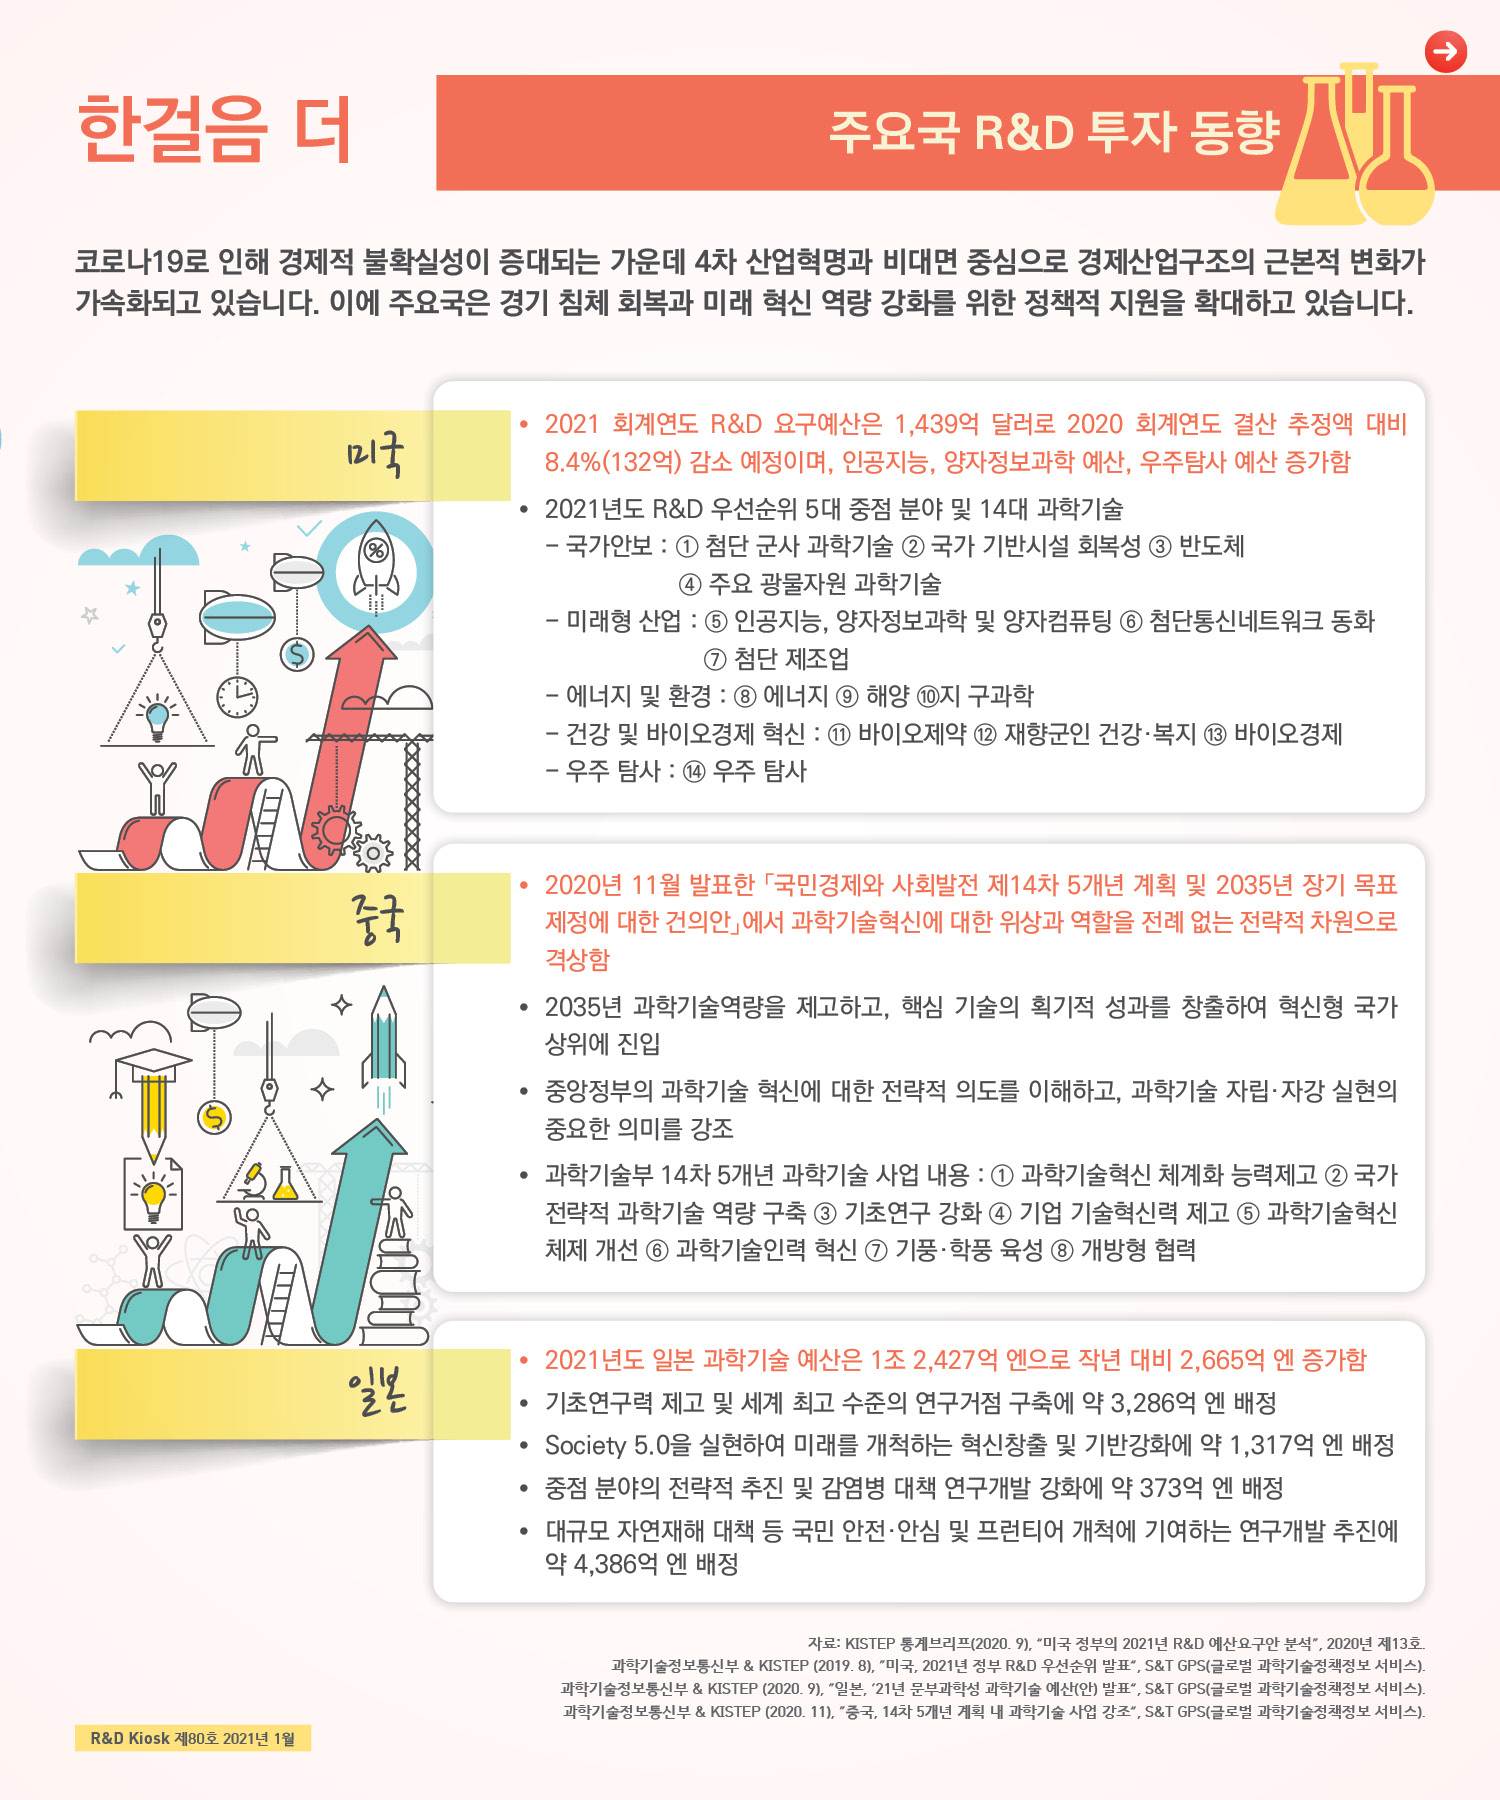 한걸음 더
주요국 R&D 투자 동향
코로나19로 인해 경제적 불확실성이 증대되는 가운데 4차 산업혁명과 비대면 중심으로 경제산업구조의 근본적 변화가
가속화되고 있습니다. 이에 주요국은 경기 침체 회복과 미래 혁신 역량 강화를 위한 정책적 지원을 확대하고 있습니다.
미국
• 2021 회계연도 R&D 요구예산은 1,439억 달러로 2020 회계연도 결산 추정액 대비
8.4%(132억) 감소 예정이며, 인공지능, 양자정보과학 예산, 우주탐사 예산 증가함
• 2021년도 R&D 우선순위 5대 중점 분야 및 14대 과학기술
– 국가안보 : ① 첨단 군사 과학기술 ② 국가 기반시설 회복성 ③ 반도체
④ 주요 광물자원 과학기술
– 미래형 산업 : ⑤ 인공지능, 양자정보과학 및 양자컴퓨팅 ⑥ 첨단통신네트워크 동화
⑦ 첨단 제조업
– 에너지 및 환경 : ⑧ 에너지 ⑨ 해양 ⑩지 구과학
– 건강 및 바이오경제 혁신 : ⑪ 바이오제약 ⑫ 재향군인 건강·복지 ⑬ 바이오경제
– 우주 탐사 : ⑭ 우주 탐사
%
$
중국
• 2020년 11월 발표한 「국민경제와 사회발전 제14차 5개년 계획 및 2035년 장기 목표
제정에 대한 건의안」에서 과학기술혁신에 대한 위상과 역할을 전례 없는 전략적 차원으로
격상함
• 2035년 과학기술역량을 제고하고, 핵심 기술의 획기적 성과를 창출하여 혁신형 국가
상위에 진입
• 중앙정부의 과학기술 혁신에 대한 전략적 의도를 이해하고, 과학기술 자립·자강 실현의
중요한 의미를 강조
• 과학기술부 14차 5개년 과학기술 사업 내용 : ① 과학기술혁신 체계화 능력제고 ② 국가
전략적 과학기술 역량 구축 ③ 기초연구 강화 ④ 기업 기술혁신력 제고 ⑤ 과학기술혁신
체제 개선 ⑥ 과학기술인력 혁신 ⑦ 기풍·학풍 육성 ⑧ 개방형 협력
$
일본
• 2021년도 일본 과학기술 예산은 1조 2,427억 엔으로 작년 대비 2,665억 엔 증가함
• 기초연구력 제고 및 세계 최고 수준의 연구거점 구축에 약 3,286억 엔 배정
• Society 5.0을 실현하여 미래를 개척하는 혁신창출 및 기반강화에 약 1,317억 엔 배정
• 중점 분야의 전략적 추진 및 감염병 대책 연구개발 강화에 약 373억 엔 배정
• 대규모 자연재해 대책 등 국민 안전·안심 및 프런티어 개척에 기여하는 연구개발 추진에
약 4,386억 엔 배정
자료: KISTEP 통계브리프(2020. 9), "미국 정부의 2021년 R&D 예산요구안 분석", 2020년 제13호.
과학기술정보통신부 & KISTEP (2019. 8), "미국, 2021년 정부 R&D 우선순위 발표", S&T GPS(글로벌 과학기술정책정보 서비스).
과학기술정보통신부 & KISTEP (2020. 9), "일본, '21년 문부과학성 과학기술 예산(안) 발표", S&T GPS(글로벌 과학기술정책정보 서비스).
과학기술정보통신부 & KISTEP (2020. 11), "중국, 14차 5개년 계획 내 과학기술 사업 강조", S&T GPS(글로벌 과학기술정책정보 서비스).
R&D Kiosk 제80호 2021년 1월